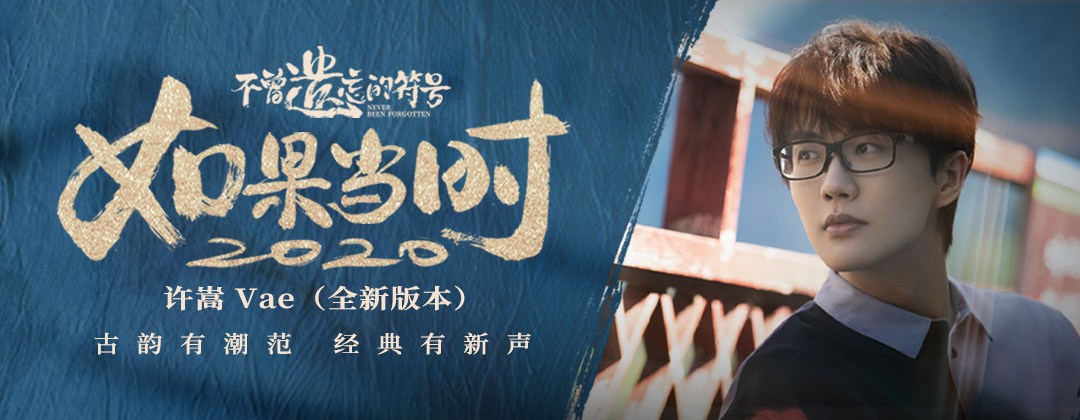 不曾遗忘的符号
NEVER
BEEN FORGOTTEN
如果当时
2020
许嵩 Vae（全新版本）
古韵有潮范 经典有新声